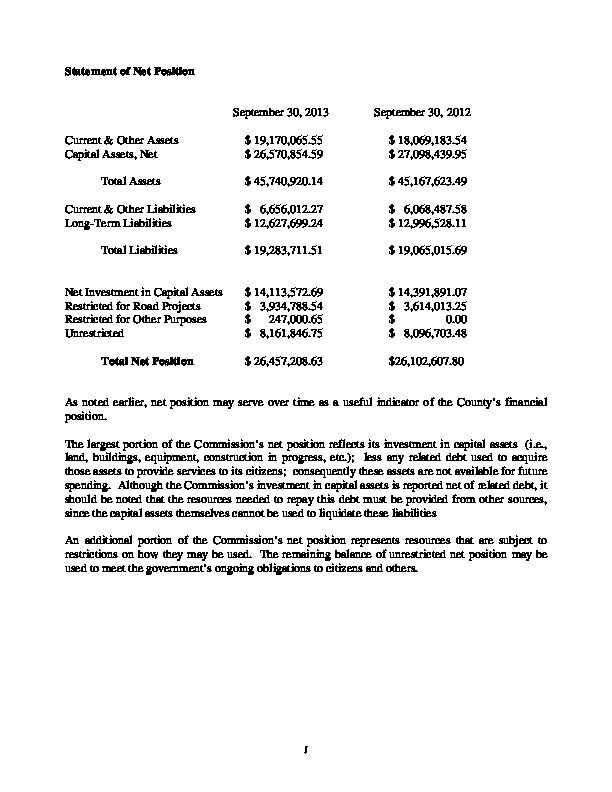 Statement of Net Position
September 30, 2013 September 30, 2012
Current & Other Assets $ 19,170,065.55 $ 18,069,183.54
Capital Assets, Net $ 26,570,854.59 $ 27,098,439.95
Total Assets $ 45,740,920.14 $ 45,167,623.49
Current & Other Liabilities $ 6,656,012.27 $ 6,068,487.58
Long-Term Liabilities $ 12,627,699.24 $ 12,996,528.11
Total Liabilities $ 19,283,711.51 $ 19,065,015.69
Net Investment in Capital Assets $ 14,113,572.69 $ 14,391,891.07
Restricted for Road Projects $ 3,934,788.54 $ 3,614,013.25
Restricted for Other Purposes $ 247,000.65 $ 0.00
Unrestricted $ 8,161,846.75 $ 8,096,703.48
Total Net Position $ 26,457,208.63 $26,102,607.80
As noted earlier, net position may serve over time as a useful indicator of the County's financial
position.
The largest portion of the Commission's net position reflects its investment in capital assets (i.e.,
land, buildings, equipment, construction in progress, etc.); less any related debt used to acquire
those assets to provide services to its citizens; consequently these assets are not available for future
spending. Although the Commission's investment in capital assets is reported net of related debt, it
should be noted that the resources needed to repay this debt must be provided from other sources,
since the capital assets themselves cannot be used to liquidate these liabilities
An additional portion of the Commission's net position represents resources that are subject to
restrictions on how they may be used. The remaining balance of unrestricted net position may be
used to meet the government's ongoing obligations to citizens and others.